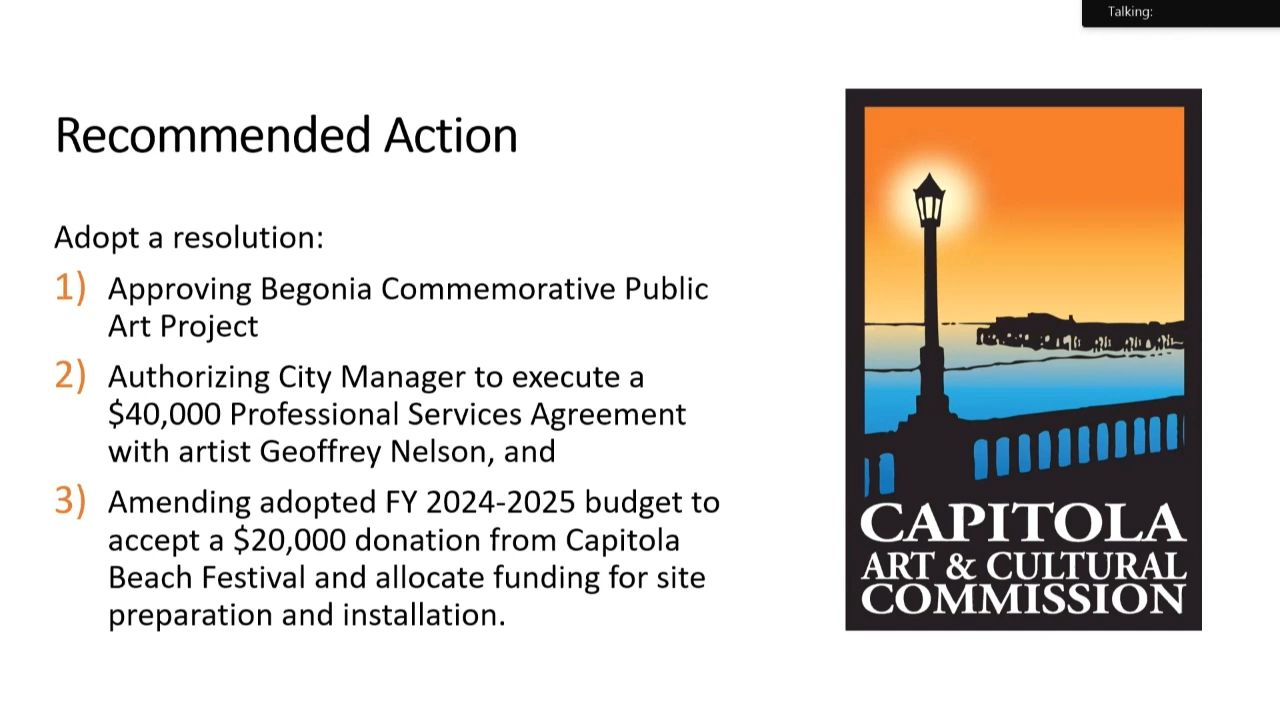 Talking:
Recommended Action
Adopt a resolution:
1) Approving Begonia Commemorative Public
Art Project
2) Authorizing City Manager to execute a
$40,000 Professional Services Agreement
with artist Geoffrey Nelson, and
3) Amending adopted FY 2024-2025 budget to
accept a $20,000 donation from Capitola
Beach Festival and allocate funding for site
preparation and installation.
CAPITOLA
ART & CULTURAL
COMMISSION